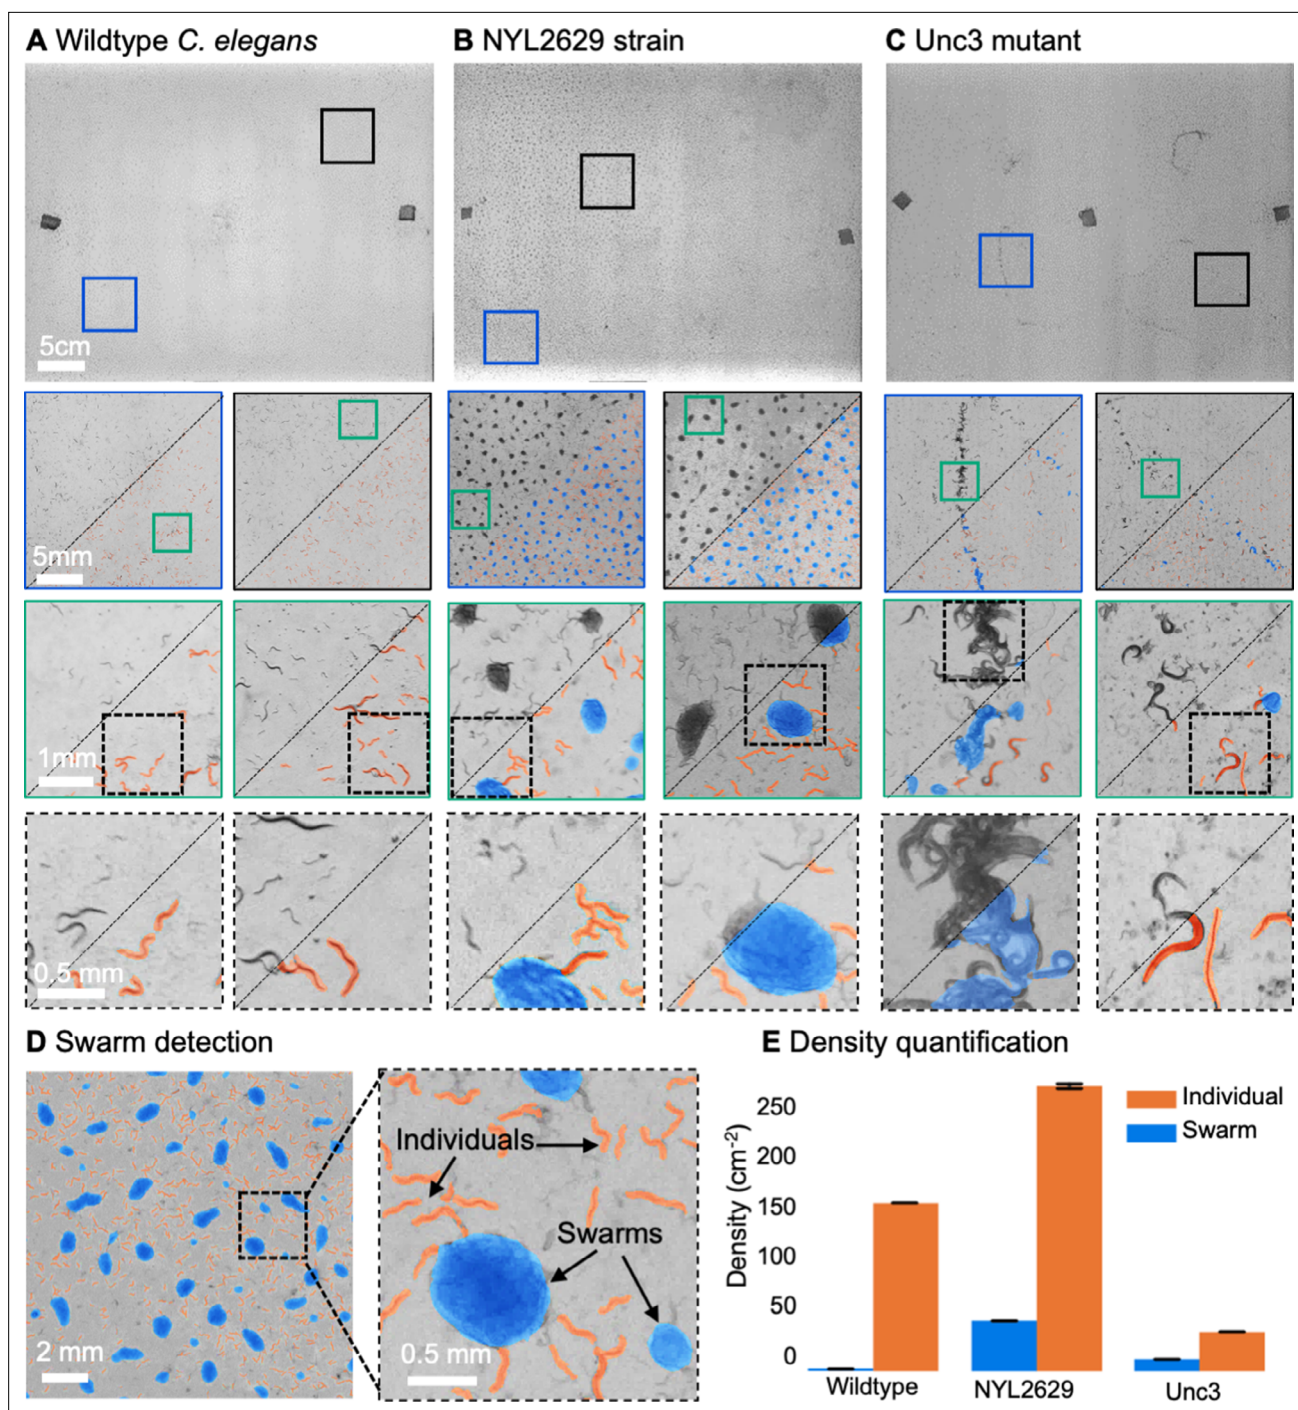 A Wildtype C. elegans
B NYL2629 strain
C Unc3 mutant
5cm
5mm
1mm
0.5 mm
D Swarm detection
2 mm
Individuals
Swarms
0.5 mm
E Density quantification
Density (cm⁻²)
250
200
150
100
50
0
Individual
Swarm
Wildtype
NYL2629
Unc3